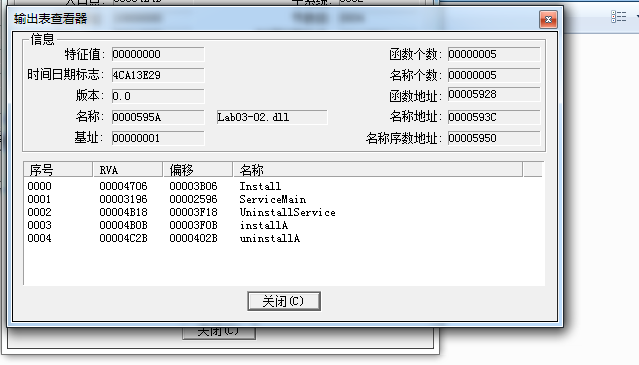 输出表查看器
信息
特征值: 00000000 函数个数: 00000005
时间日期标志: 4CA13E29 名称个数: 00000005
版本: 0.0 函数地址: 00005928
名称: 0000595A Lab03-02.dll 名称地址: 0000593C
基址: 00000001 名称序数地址: 00005950
序号 RVA 偏移 名称
0000 00004706 00003B06 Install
0001 00003196 00002596 ServiceMain
0002 00004B18 00003F18 UninstallService
0003 00004B0B 00003F0B installA
0004 00004C2B 0000402B uninstallA
关闭(C)
关闭(C)